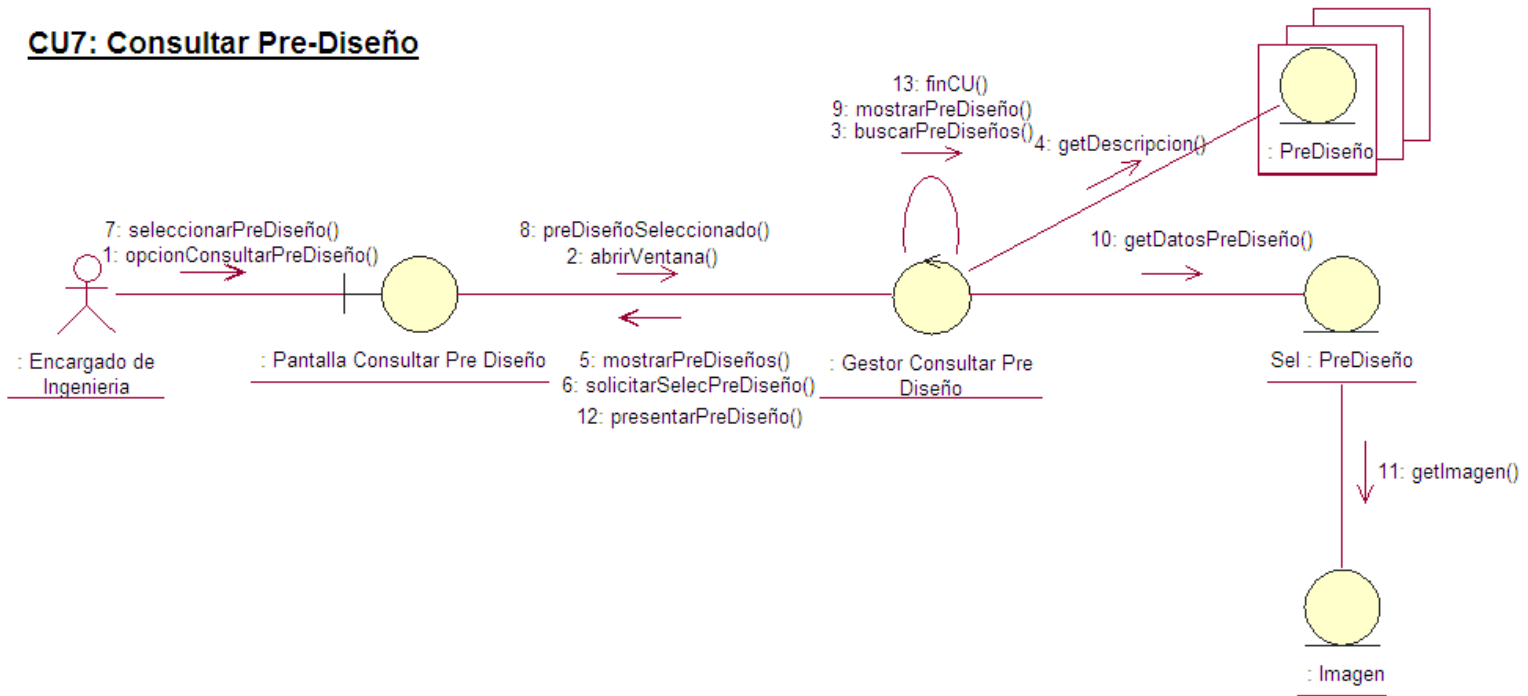 CU7: Consultar Pre-Diseño
13: finCU()
9: mostrarPreDiseño()
3: buscarPreDiseños()
4: getDescripcion()
: PreDiseño
7: seleccionarPreDiseño()
1: opcionConsultarPreDiseño()
8: preDiseñoSeleccionado()
2: abrirVentana()
10: getDatosPreDiseño()
: Encargado de
Ingenieria
: Pantalla Consultar Pre Diseño
5: mostrarPreDiseños()
6: solicitarSelecPreDiseño()
12: presentarPreDiseño()
: Gestor Consultar Pre
Diseño
Sel : PreDiseño
11: getImagen()
: Imagen